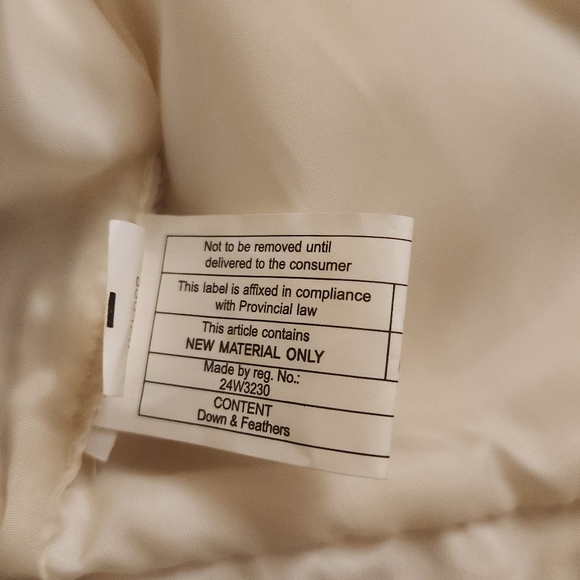 Not to be removed until
delivered to the consumer
This label is affixed in compliance
with Provincial law
This article contains
NEW MATERIAL ONLY
Made by reg. No.:
24W3230
CONTENT
Down & Feathers